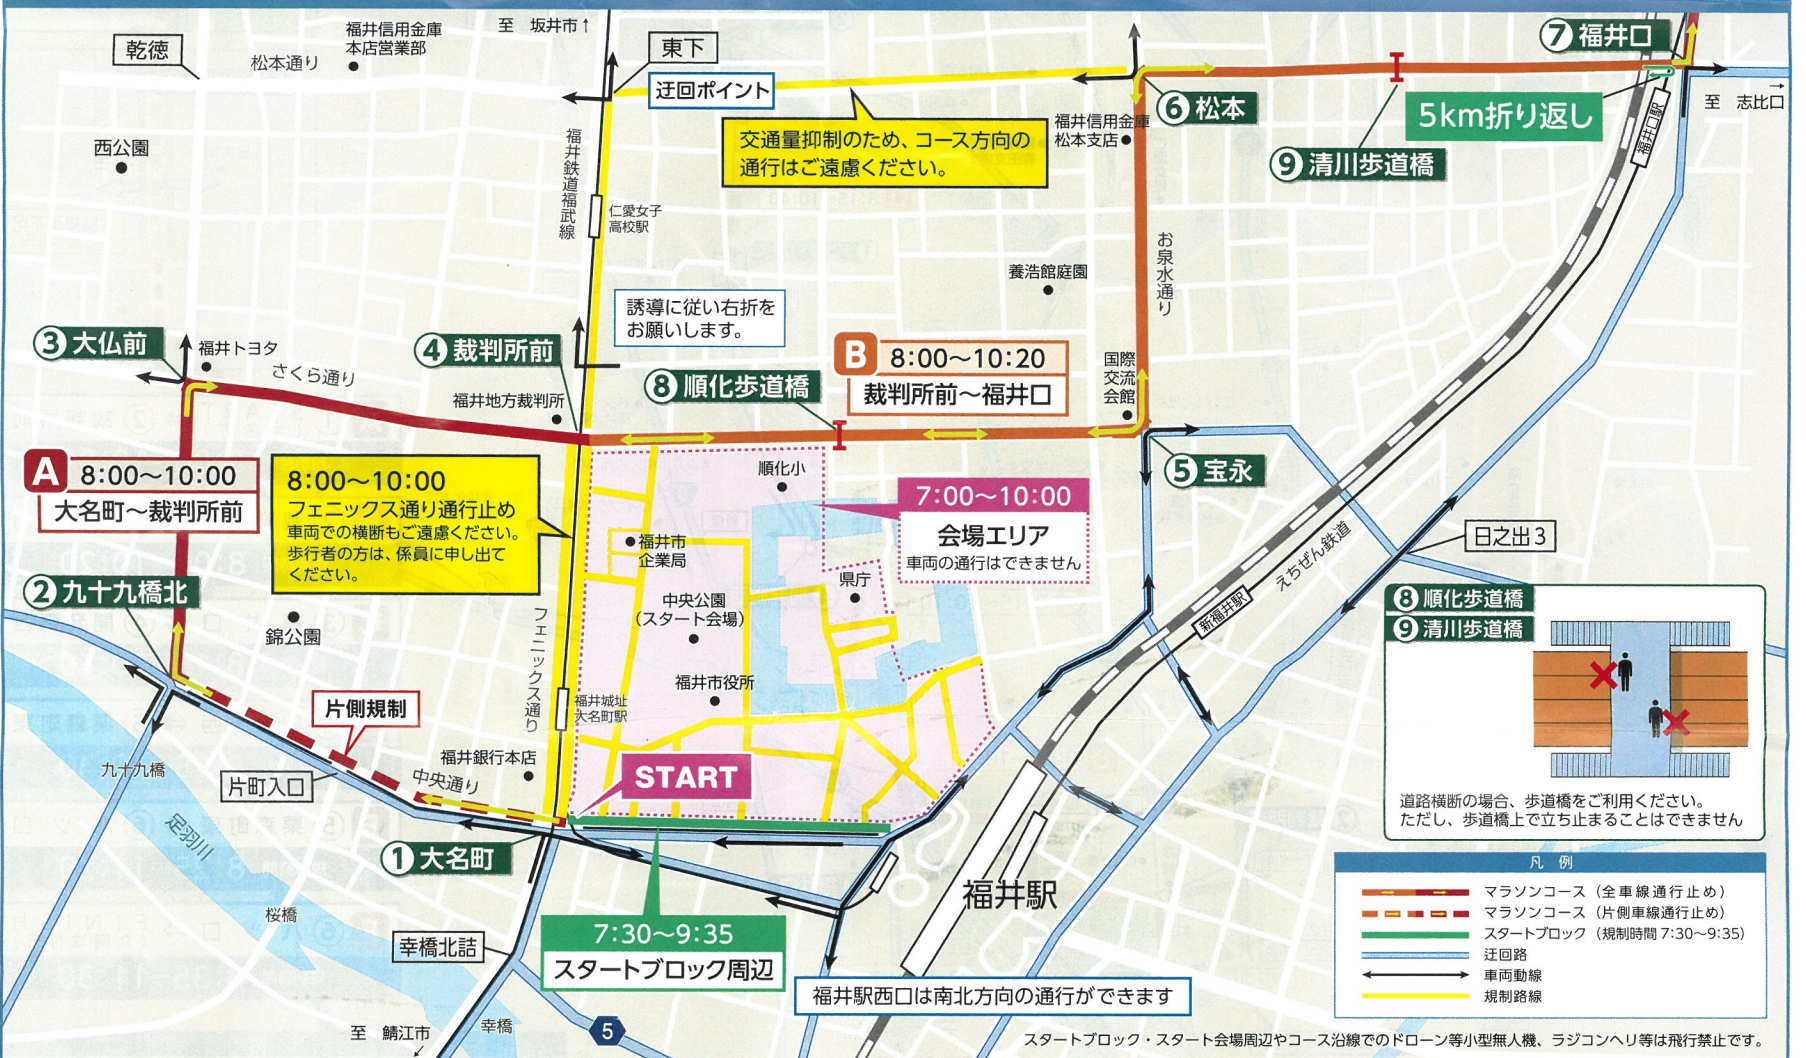 至 坂井市↑
福井信用金庫
本店営業部
乾徳
松本通り
東下
迂回ポイント
⑦福井口
至 志比口
→
⑥松本
5km折り返し
福井口駅
福井信用金庫
松本支店
交通量抑制のため、コース方向の
通行はご遠慮ください。
西公園
福井鉄道福武線
⑨清川歩道橋
仁愛女子
高校駅
お泉水通り
養浩館庭園
誘導に従い右折を
お願いします。
③大仏前
福井トヨタ
さくら通り
④裁判所前
福井地方裁判所
⑧順化歩道橋
B 8:00〜10:20
裁判所前〜福井口
国際
交流
会館
A 8:00〜10:00
大名町〜裁判所前
8:00〜10:00
フェニックス通り通行止め
車両での横断もご遠慮ください。
歩行者の方は、係員に申し出て
ください。
順化小
⑤宝永
7:00〜10:00
会場エリア
車両の通行はできません
福井市
企業局
県庁
日之出3
えちぜん鉄道
新福井駅
②九十九橋北
錦公園
フェニックス通り
中央公園
(スタート会場)
福井市役所
福井城址
大名町駅
片側規制
福井銀行本店
START
九十九橋
片町入口
中央通り
足羽川
①大名町
福井駅
桜橋
幸橋北詰
7:30〜9:35
スタートブロック周辺
福井駅西口は南北方向の通行ができます
至 鯖江市
↙
幸橋
5
⑧順化歩道橋
⑨清川歩道橋
道路横断の場合、歩道橋をご利用ください。
ただし、歩道橋上で立ち止まることはできません
凡 例
マラソンコース(全車線通行止め)
マラソンコース(片側車線通行止め)
スタートブロック(規制時間7:30〜9:35)
迂回路
車両動線
規制路線
スタートブロック・スタート会場周辺やコース沿線でのドローン等小型無人機、ラジコンヘリ等は飛行禁止です。